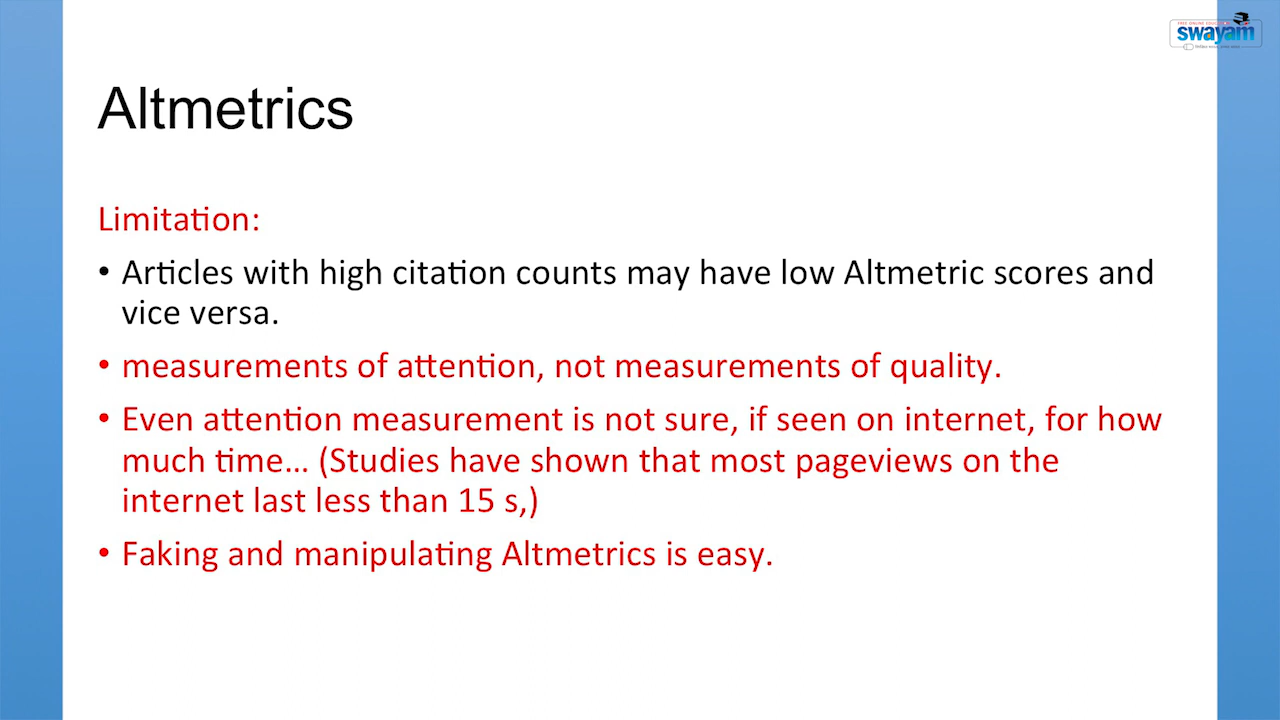 swayam
Altmetrics
Limitation:
• Articles with high citation counts may have low Altmetric scores and
vice versa.
• measurements of attention, not measurements of quality.
• Even attention measurement is not sure, if seen on internet, for how
much time... (Studies have shown that most pageviews on the
internet last less than 15 s,)
• Faking and manipulating Altmetrics is easy.